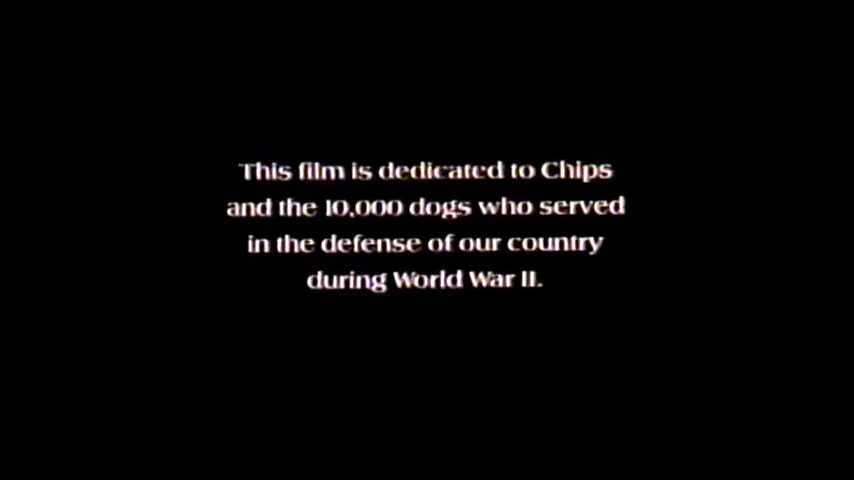 This film is dedicated to Chips
and the 10,000 dogs who served
in the defense of our country
during World War II.